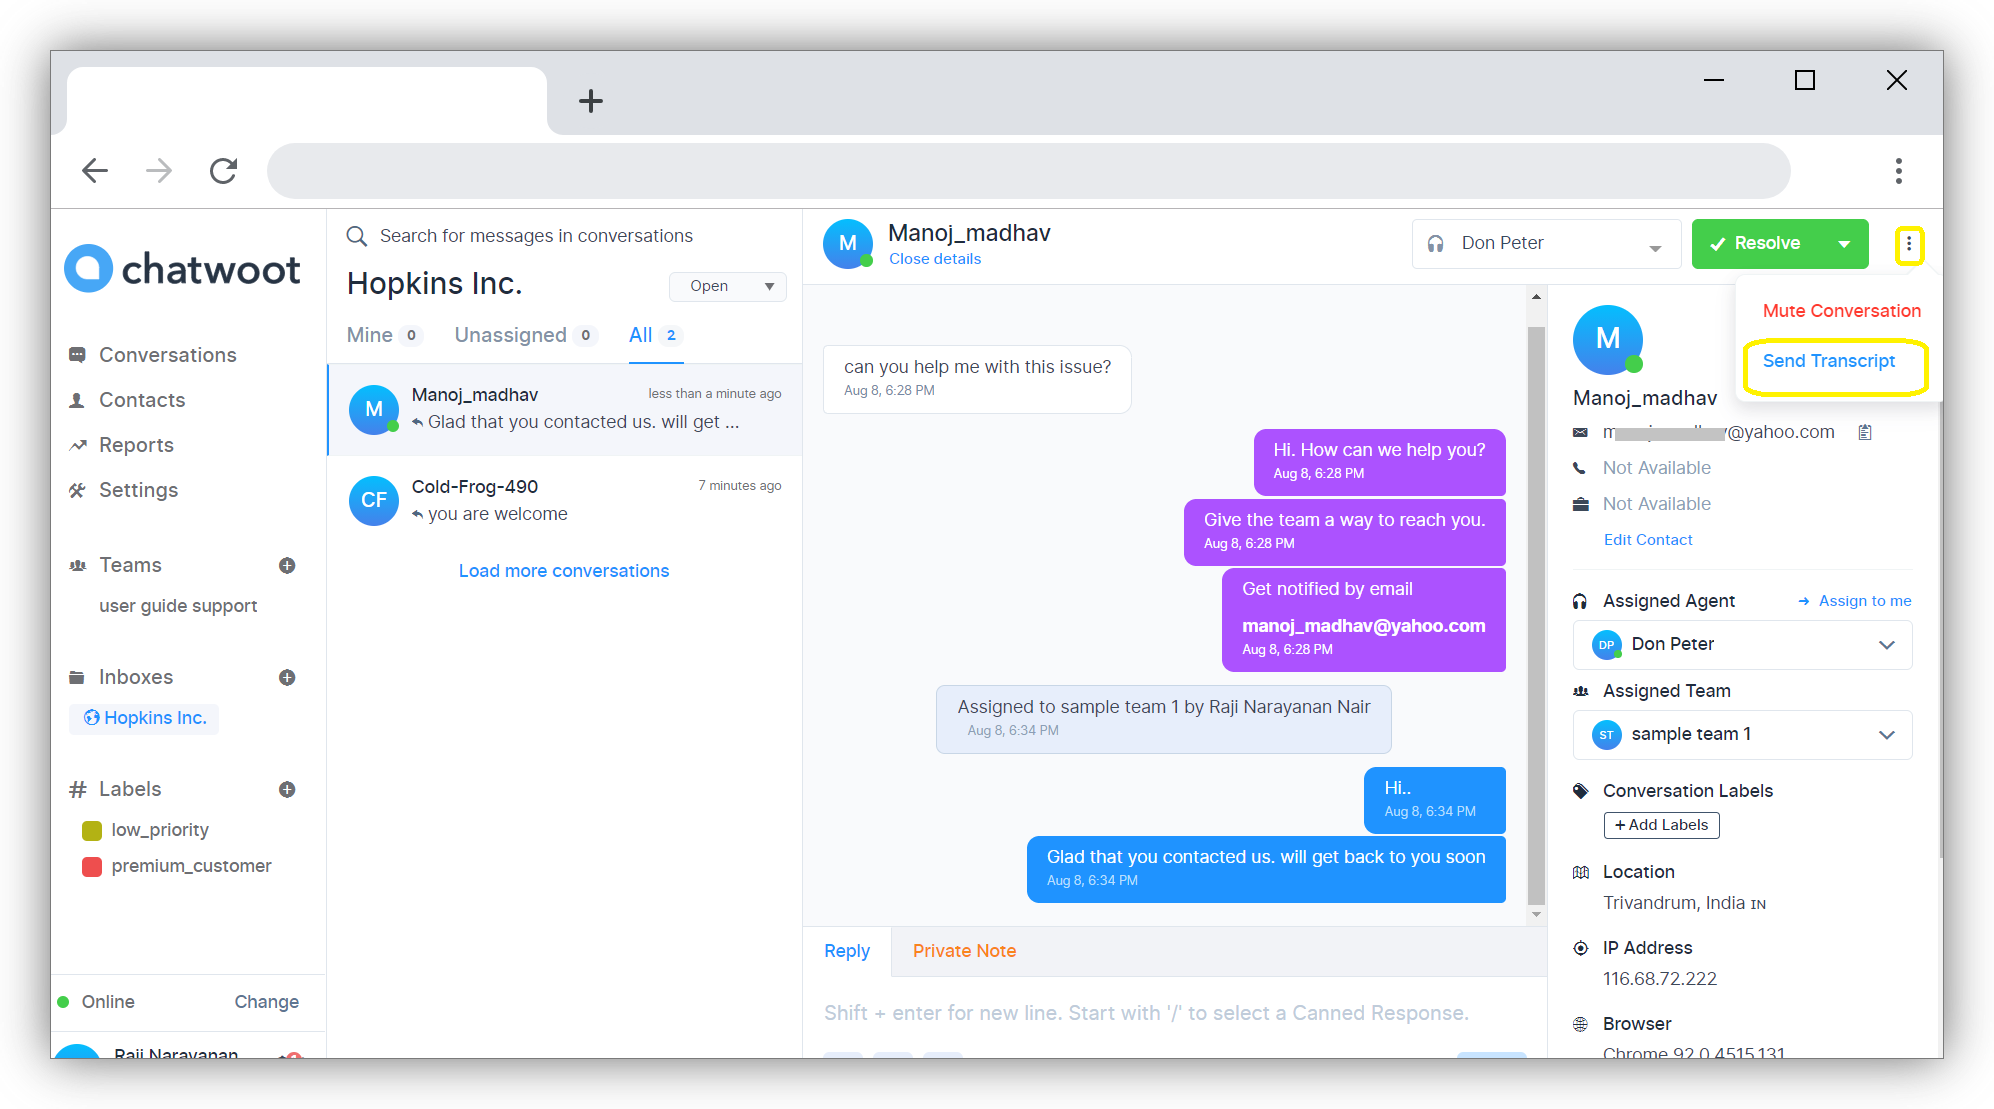 chatwoot
Conversations
Contacts
Reports
Settings
Teams
user guide support
Inboxes
Hopkins Inc.
Labels
low_priority
premium_customer
Online
Change
Raji Narayanan
Search for messages in conversations
Hopkins Inc.
Open
Mine 0
Unassigned 0
All 2
M
Manoj_madhav
less than a minute ago
Glad that you contacted us. will get ...
CF
Cold-Frog-490
7 minutes ago
you are welcome
Load more conversations
M
Manoj_madhav
Close details
Don Peter
Resolve
Mute Conversation
Send Transcript
can you help me with this issue?
Aug 8, 6:28 PM
Hi. How can we help you?
Aug 8, 6:28 PM
Give the team a way to reach you.
Aug 8, 6:28 PM
Get notified by email
manoj_madhav@yahoo.com
Aug 8, 6:28 PM
Assigned to sample team 1 by Raji Narayanan Nair
Aug 8, 6:34 PM
Hi..
Aug 8, 6:34 PM
Glad that you contacted us. will get back to you soon
Aug 8, 6:34 PM
Reply
Private Note
Shift + enter for new line. Start with '/' to select a Canned Response.
M
Manoj_madhav
@yahoo.com
Not Available
Not Available
Edit Contact
Assigned Agent
Assign to me
DP
Don Peter
Assigned Team
ST
sample team 1
Conversation Labels
+ Add Labels
Location
Trivandrum, India IN
IP Address
116.68.72.222
Browser
Chrome 92.0.4515.131